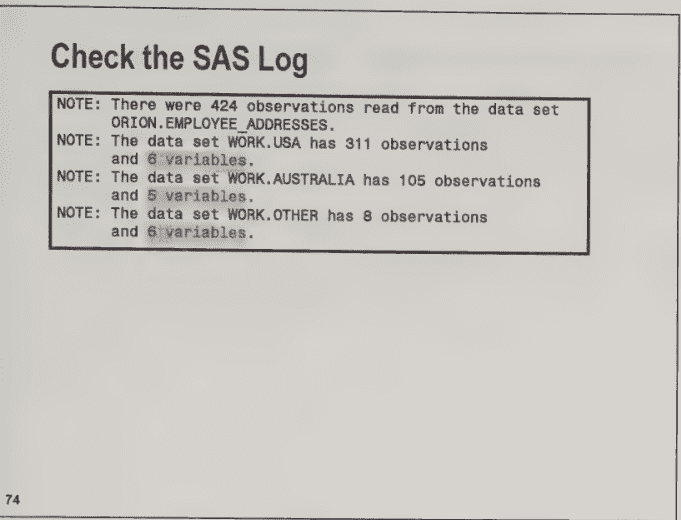 Check the SAS Log
NOTE: There were 424 observations read from the data set
ORION.EMPLOYEE_ADDRESSES.
NOTE: The data set WORK.USA has 311 observations
and 6 variables.
NOTE: The data set WORK.AUSTRALIA has 105 observations
and 5 variables.
NOTE: The data set WORK.OTHER has 8 observations
and 6 variables.
74